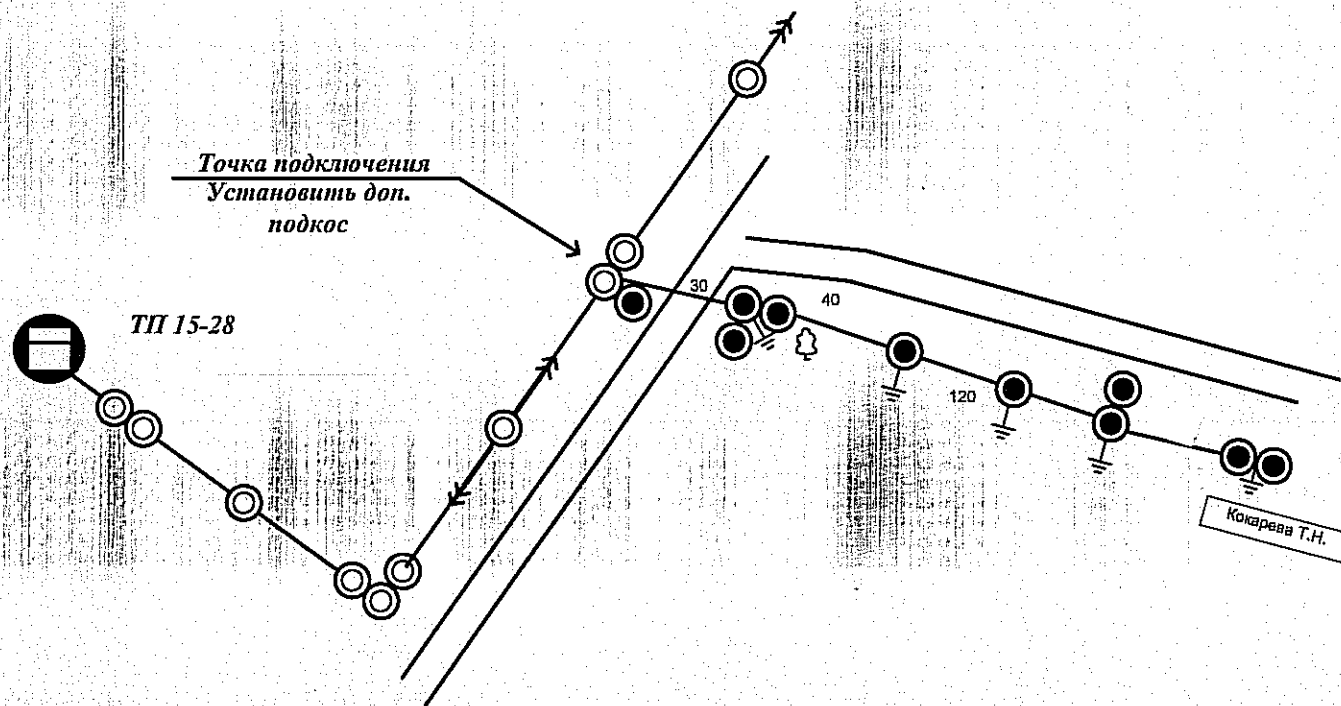 Точка подключения
Установить доп.
подкос
ТП 15-28
30
40
120
Кокарева Т.Н.